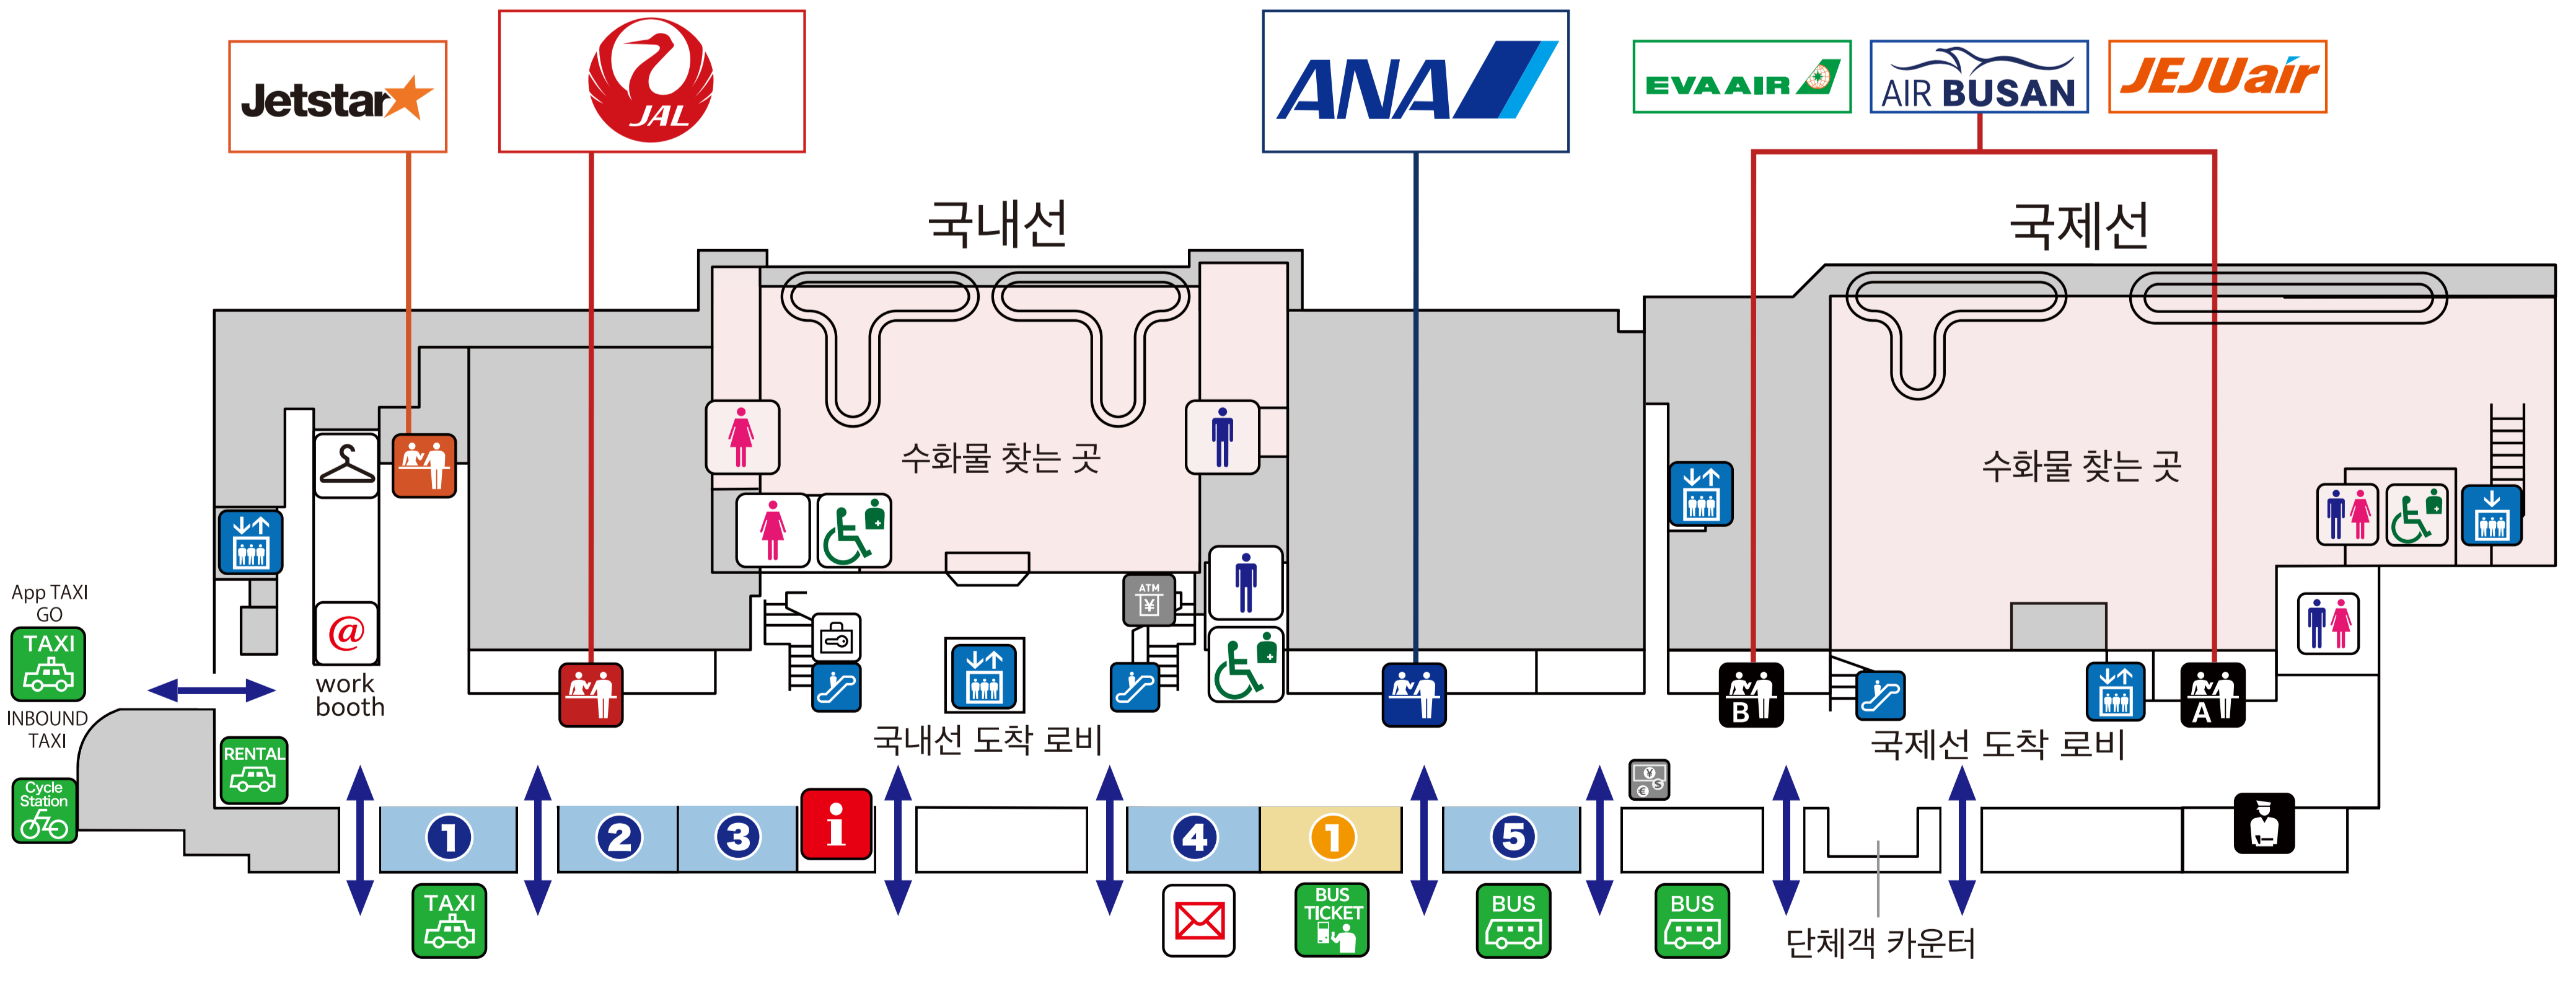 Jetstar
JAL
ANA
EVA AIR
AIR BUSAN
JEJUair
국내선
국제선
수화물 찾는 곳
수화물 찾는 곳
ATM
¥
App TAXI
GO
TAXI
INBOUND
TAXI
Cycle
Station
RENTAL
@
work
booth
국내선 도착 로비
B
A
국제선 도착 로비
¥
$
€
1
2
3
i
4
1
5
TAXI
BUS
TICKET
BUS
BUS
단체객 카운터